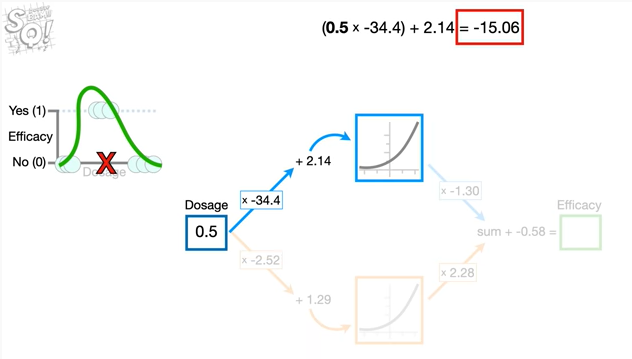 (0.5 x -34.4) + 2.14 = -15.06
SQ!
Yes (1)
Efficacy
No (0)
X
Dosage
+ 2.14
x -34.4
x -1.30
Dosage
Efficacy
0.5
sum + -0.58 =
x -2.52
x 2.28
+ 1.29